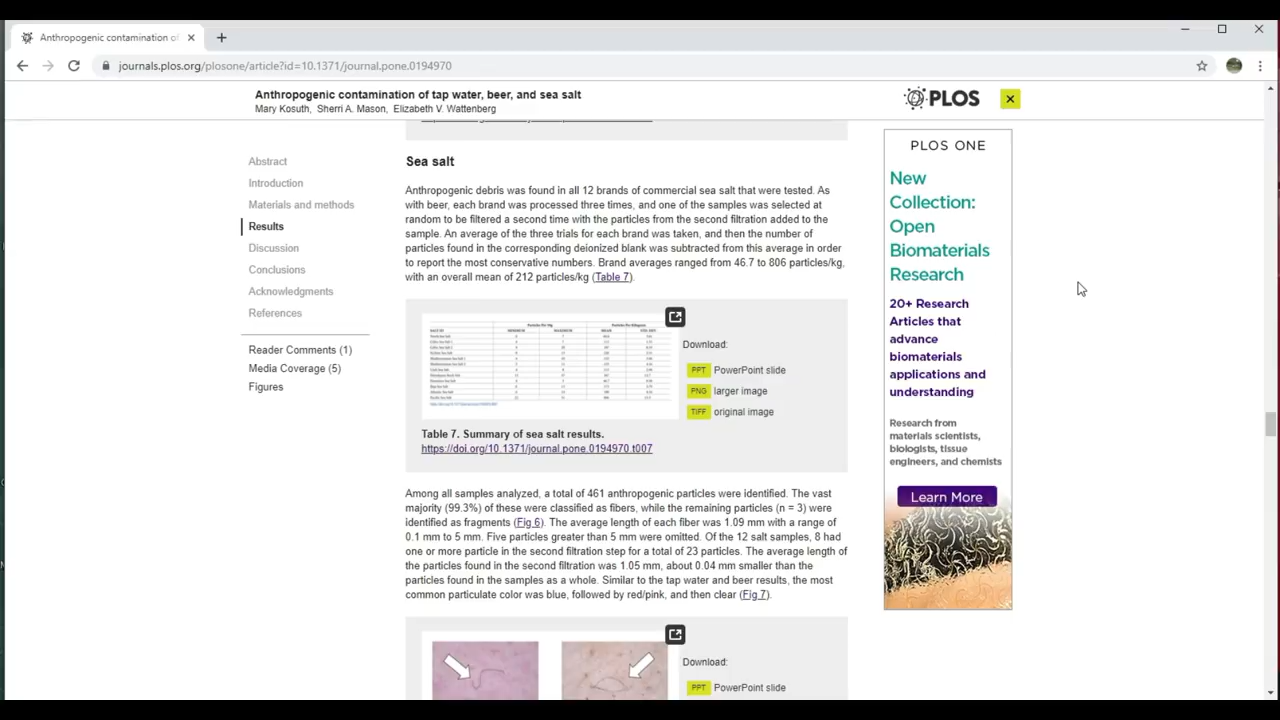 Anthropogenic contamination of
journals.plos.org/plosone/article?id=10.1371/journal.pone.0194970
Anthropogenic contamination of tap water, beer, and sea salt
Mary Kosuth, Sherri A. Mason, Elizabeth V. Wattenberg
PLOS
Abstract
Introduction
Materials and methods
Results
Discussion
Conclusions
Acknowledgments
References
Reader Comments (1)
Media Coverage (5)
Figures
Sea salt
Anthropogenic debris was found in all 12 brands of commercial sea salt that were tested. As
with beer, each brand was processed three times, and one of the samples was selected at
random to be filtered a second time with the particles from the second filtration added to the
sample. An average of the three trials for each brand was taken, and then the number of
particles found in the corresponding deionized blank was subtracted from this average in order
to report the most conservative numbers. Brand averages ranged from 46.7 to 806 particles/kg,
with an overall mean of 212 particles/kg (Table 7).
Download:
PPT PowerPoint slide
PNG larger image
TIFF original image
Table 7. Summary of sea salt results.
https://doi.org/10.1371/journal.pone.0194970.t007
Among all samples analyzed, a total of 461 anthropogenic particles were identified. The vast
majority (99.3%) of these were classified as fibers, while the remaining particles (n = 3) were
identified as fragments (Fig 6). The average length of each fiber was 1.09 mm with a range of
0.1 mm to 5 mm. Five particles greater than 5 mm were omitted. Of the 12 salt samples, 8 had
one or more particle in the second filtration step for a total of 23 particles. The average length of
the particles found in the second filtration was 1.05 mm, about 0.04 mm smaller than the
particles found in the samples as a whole. Similar to the tap water and beer results, the most
common particulate color was blue, followed by red/pink, and then clear (Fig 7).
Download:
PPT PowerPoint slide
PLOS ONE
New
Collection:
Open
Biomaterials
Research
20+ Research
Articles that
advance
biomaterials
applications and
understanding
Research from
materials scientists,
biologists, tissue
engineers, and chemists
Learn More